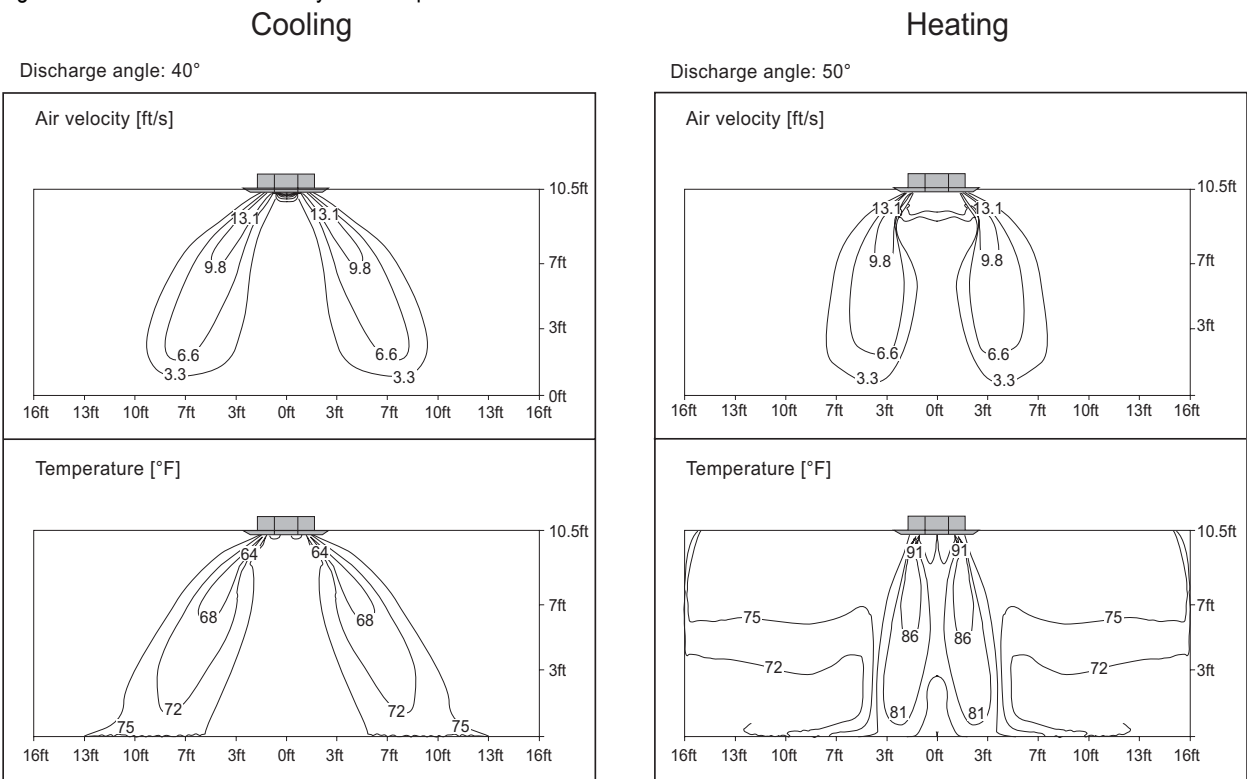 Cooling
Heating
Discharge angle: 40°
Discharge angle: 50°
Air velocity [ft/s]
13.1 13.1
9.8 9.8
6.6 6.6
3.3 3.3
10.5ft
7ft
3ft
0ft
16ft 13ft 10ft 7ft 3ft 0ft 3ft 7ft 10ft 13ft 16ft
Air velocity [ft/s]
13.1 13.1
9.8 9.8
6.6 6.6
3.3 3.3
10.5ft
7ft
3ft
16ft 13ft 10ft 7ft 3ft 0ft 3ft 7ft 10ft 13ft 16ft
Temperature [°F]
64 64
68 68
72 72
75 75
10.5ft
7ft
3ft
16ft 13ft 10ft 7ft 3ft 0ft 3ft 7ft 10ft 13ft 16ft
Temperature [°F]
91 91
75 86 86 75
72 72
81 81
10.5ft
7ft
3ft
16ft 13ft 10ft 7ft 3ft 0ft 3ft 7ft 10ft 13ft 16ft